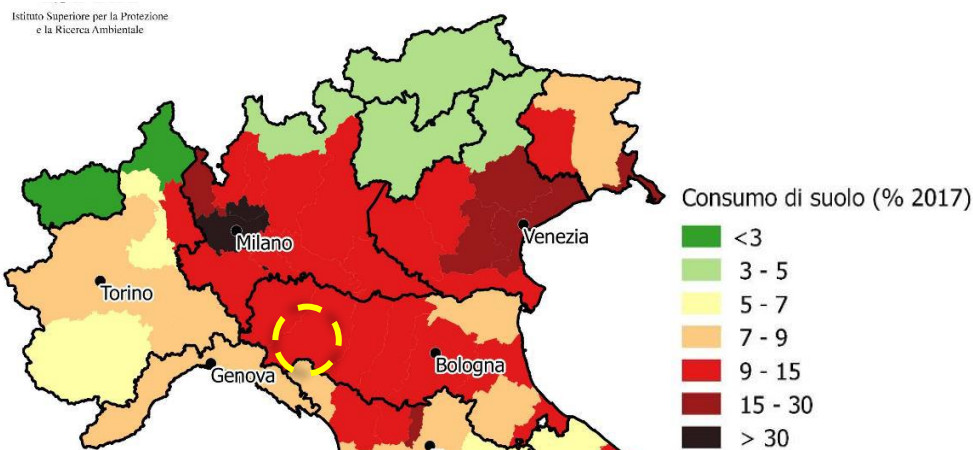 Istituto Superiore per la Protezione
e la Ricerca Ambientale
Consumo di suolo (% 2017)
<3
3 - 5
5 - 7
7 - 9
9 - 15
15 - 30
> 30
Milano
Venezia
Torino
Genova
Bologna